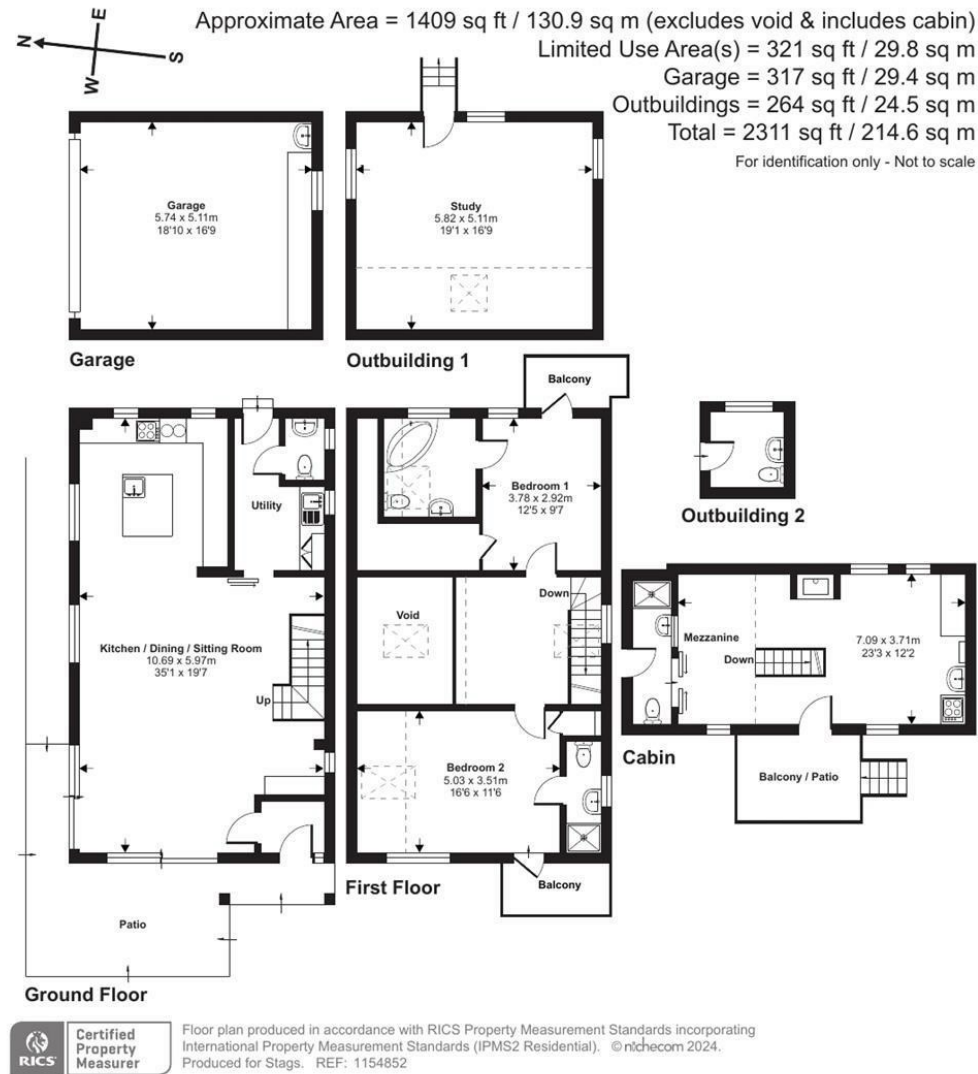 Approximate Area = 1409 sq ft / 130.9 sq m (excludes void & includes cabin)
Limited Use Area(s) = 321 sq ft / 29.8 sq m
Garage = 317 sq ft / 29.4 sq m
Outbuildings = 264 sq ft / 24.5 sq m
Total = 2311 sq ft / 214.6 sq m
For identification only - Not to scale
N
E
S
W
Garage
5.74 x 5.11m
18'10 x 16'9
Garage
Study
5.82 x 5.11m
19'1 x 16'9
Outbuilding 1
Utility
Kitchen / Dining / Sitting Room
10.69 x 5.97m
35'1 x 19'7
Up
Patio
Ground Floor
Balcony
Bedroom 1
3.78 x 2.92m
12'5 x 9'7
Down
Void
Bedroom 2
5.03 x 3.51m
16'6 x 11'6
Balcony
First Floor
Outbuilding 2
Mezzanine
Down
7.09 x 3.71m
23'3 x 12'2
Cabin
Balcony / Patio
RICS
Certified
Property
Measurer
Floor plan produced in accordance with RICS Property Measurement Standards incorporating
International Property Measurement Standards (IPMS2 Residential). © nichecom 2024.
Produced for Stags. REF: 1154852